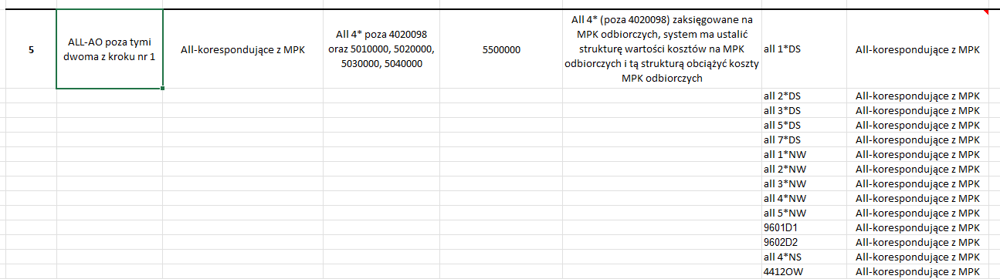 5
ALL-AO poza tymi
dwoma z kroku nr 1
All-korespondujące z MPK
All 4* poza 4020098
oraz 5010000, 5020000,
5030000, 5040000
5500000
All 4* (poza 4020098) zaksięgowane na
MPK odbiorczych, system ma ustalić
strukturę wartości kosztów na MPK
odbiorczych i tą strukturą obciążyć koszty
MPK odbiorczych
all 1*DS
All-korespondujące z MPK
all 2*DS All-korespondujące z MPK
all 3*DS All-korespondujące z MPK
all 5*DS All-korespondujące z MPK
all 7*DS All-korespondujące z MPK
all 1*NW All-korespondujące z MPK
all 2*NW All-korespondujące z MPK
all 3*NW All-korespondujące z MPK
all 4*NW All-korespondujące z MPK
all 5*NW All-korespondujące z MPK
9601D1 All-korespondujące z MPK
9602D2 All-korespondujące z MPK
all 4*NS All-korespondujące z MPK
4412OW All-korespondujące z MPK